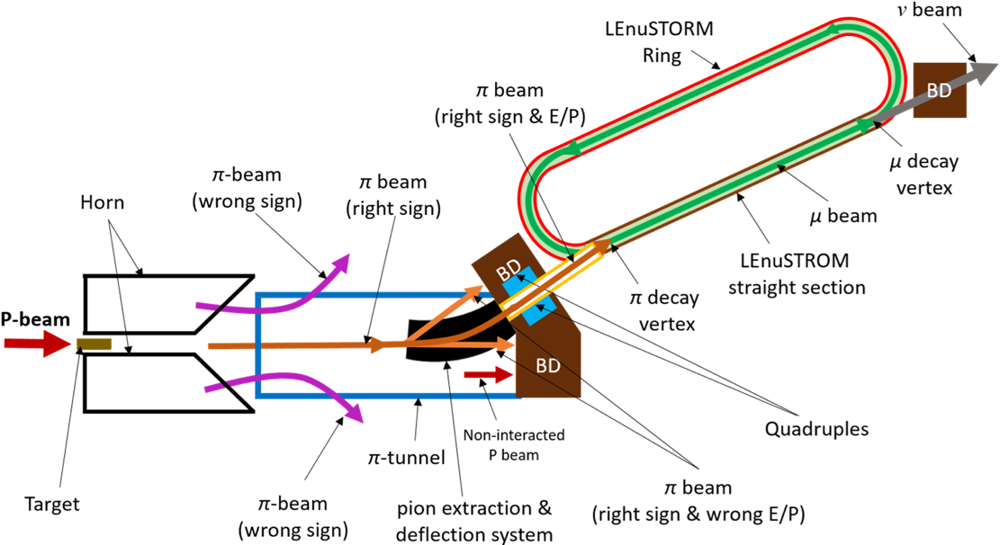 ν beam
LEnuSTORM
Ring
BD
π beam
(right sign & E/P)
π-beam
(wrong sign)
π beam
(right sign)
Horn
μ decay
vertex
μ beam
LEnuSTROM
straight section
BD
π decay
vertex
P-beam
BD
Quadruples
Non-interacted
P beam
π-tunnel
Target
π-beam
(wrong sign)
pion extraction &
deflection system
π beam
(right sign & wrong E/P)